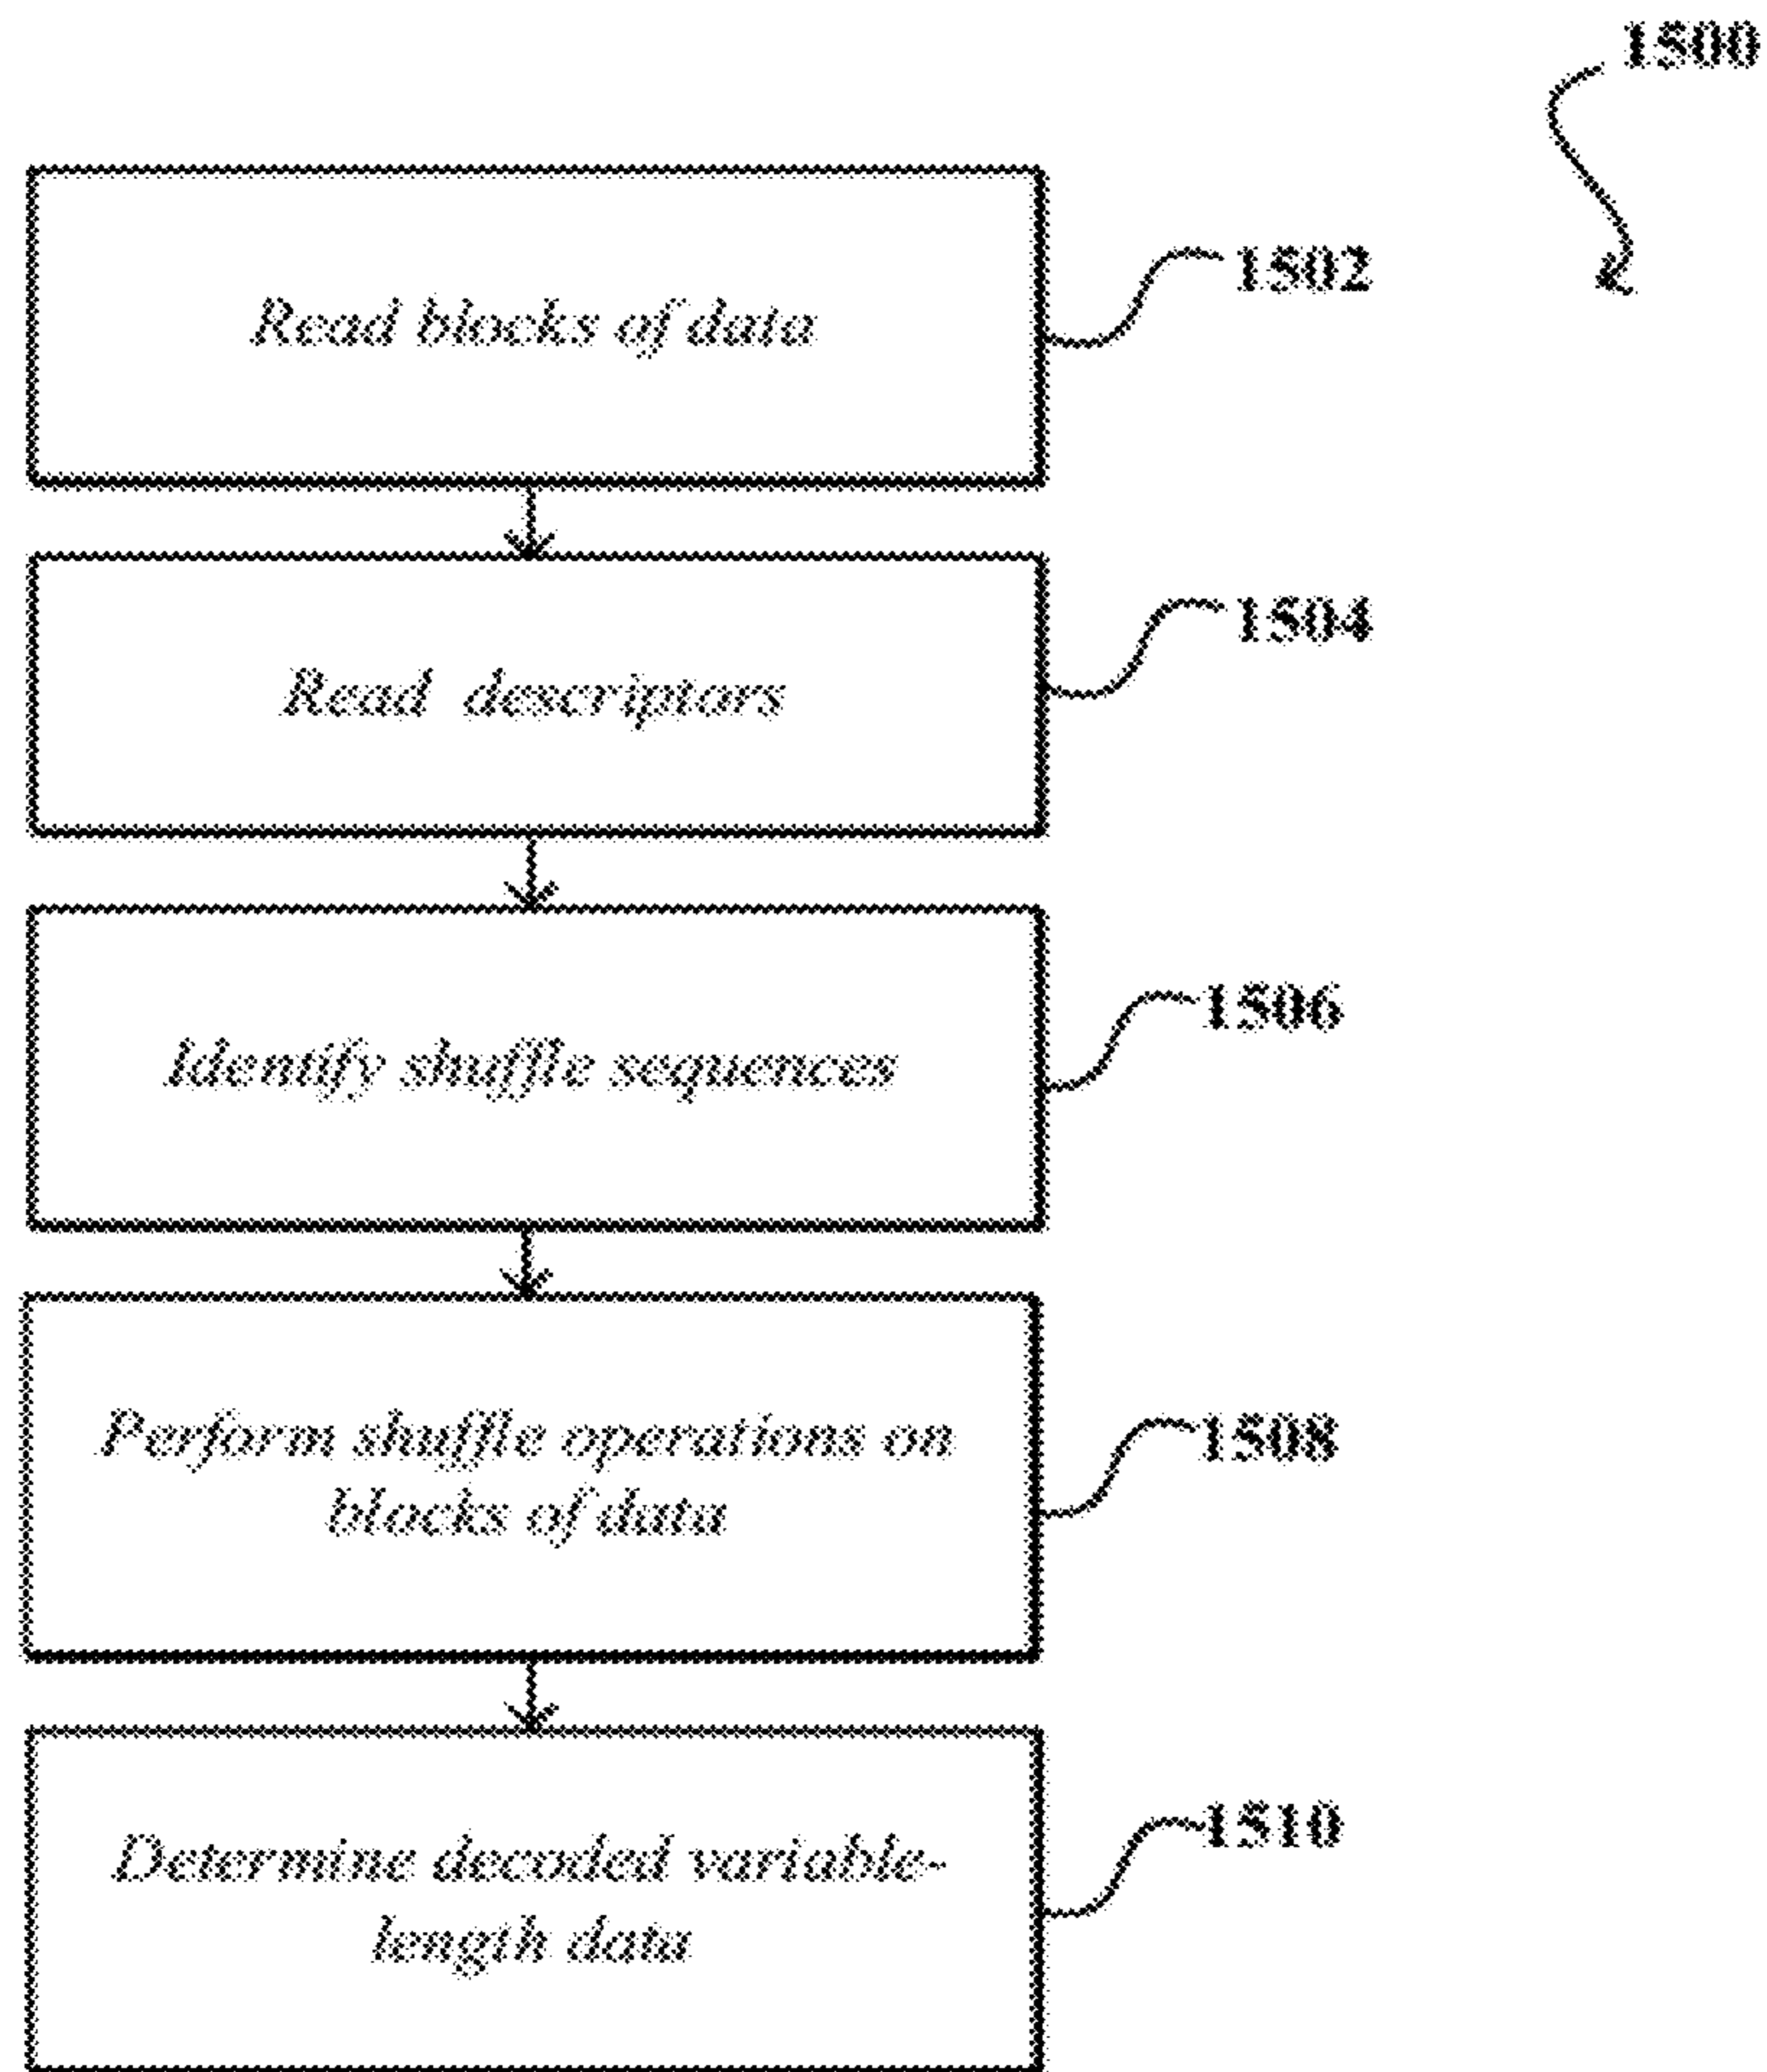 1500
Read blocks of data
1502
Read descriptors
1504
Identify shuffle sequences
1506
Perform shuffle operations on
blocks of data
1508
Determine decoded variable-
length data
1510